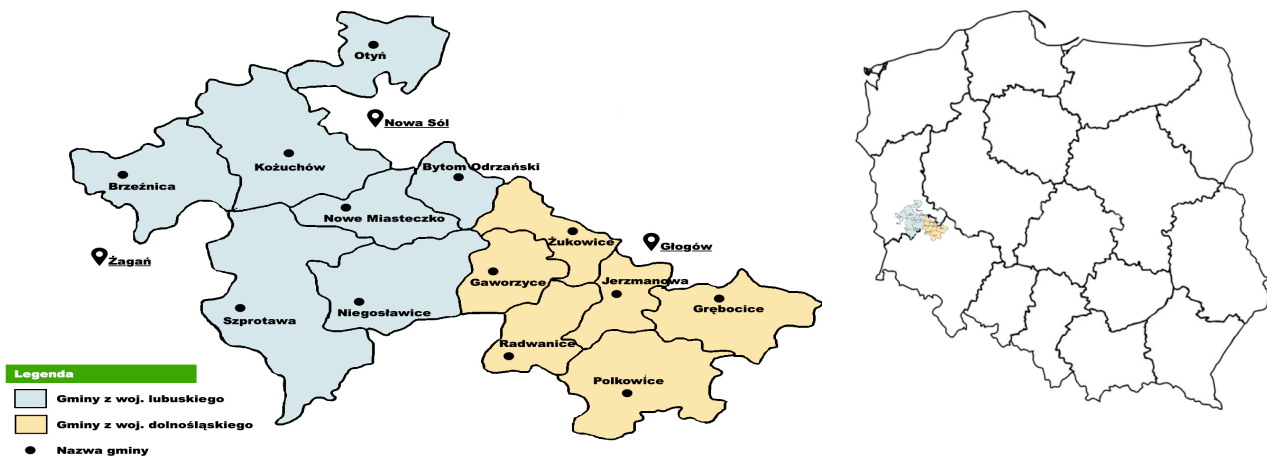 Otyń
Nowa Sól
Kożuchów
Bytom Odrzański
Brzeźnica
Nowe Miasteczko
Żukowice
Głogów
Żagań
Gaworzyce
Jerzmanowa
Grębocice
Niegosławice
Szprotawa
Radwanice
Polkowice
Legenda
Gminy z woj. lubuskiego
Gminy z woj. dolnośląskiego
Nazwa gminy